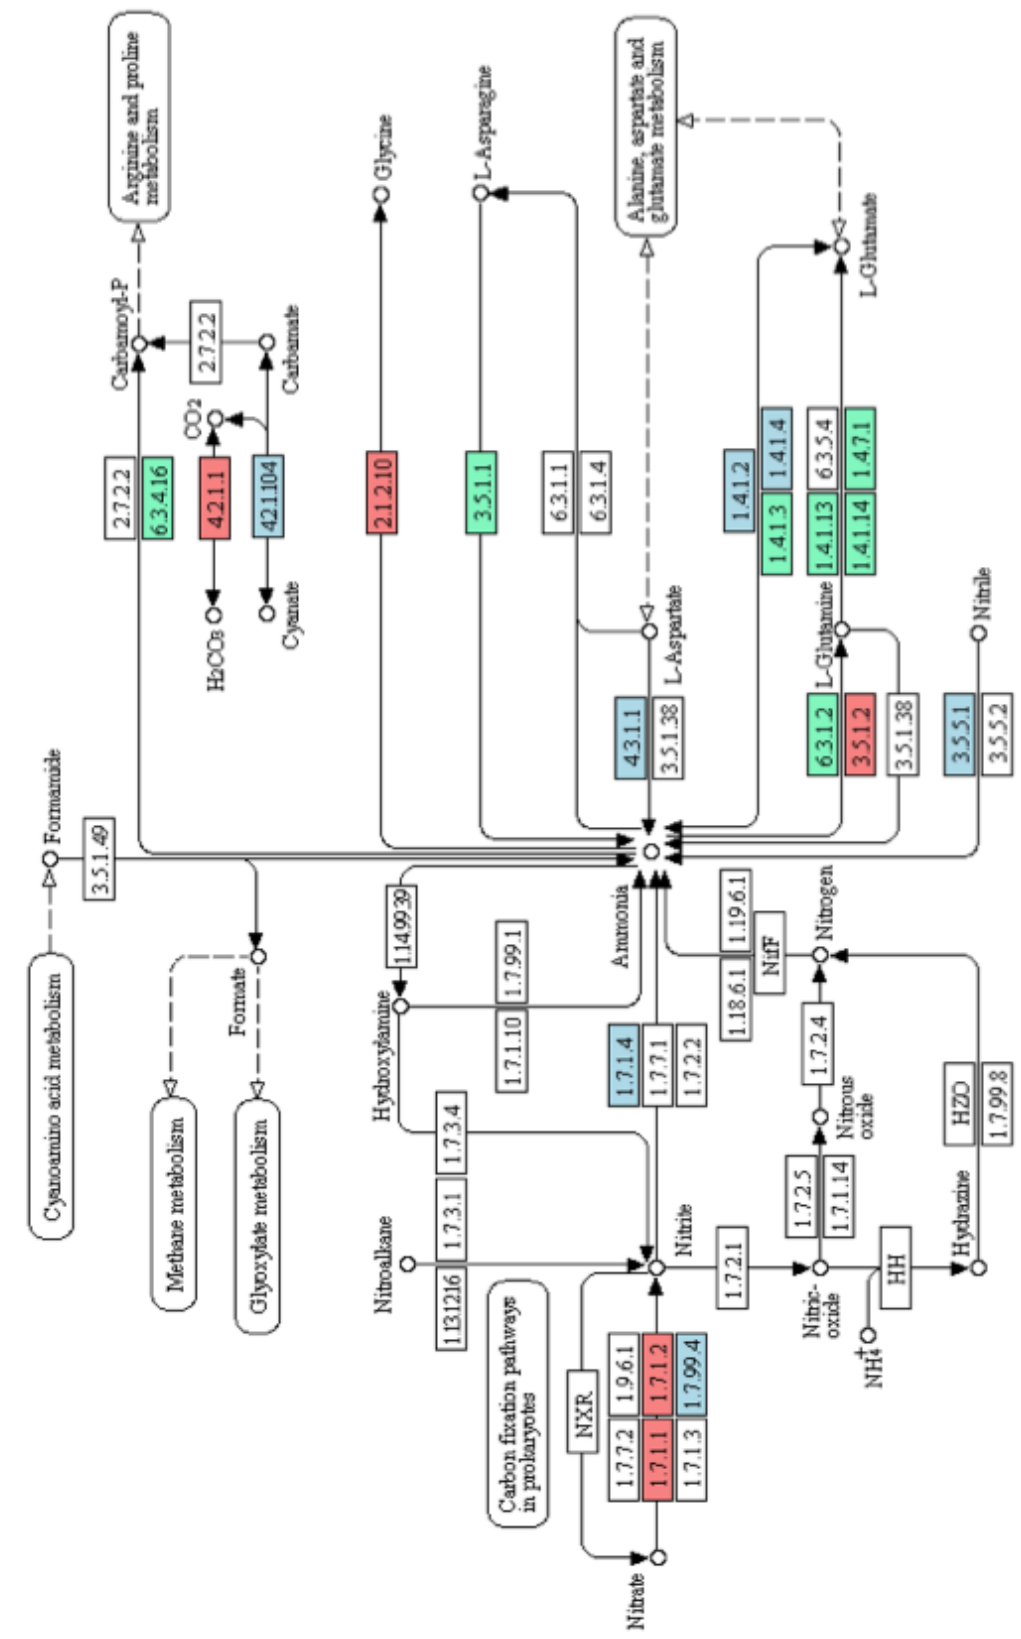 Cyanoamino acid metabolism
Formamide
3.5.1.49
Arginine and proline
metabolism
Carbamoyl-P
2.7.2.2
6.3.4.16
Methane metabolism
H2CO3
4.2.1.1
CO2
2.7.2.2
Glyoxylate metabolism
Formate
Cyanate
4.2.1.104
Carbamate
Nitroalkane
Hydroxylamine
1.14.99.39
2.1.2.10
Glycine
1.13.12.16
1.7.3.1
1.7.3.4
3.5.1.1
L-Asparagine
Carbon fixation pathways
in prokaryotes
1.7.1.10
1.7.99.1
6.3.1.1
6.3.1.4
NXR
Ammonia
Nitrate
1.7.7.2
1.9.6.1
1.7.1.1
1.7.1.2
1.7.1.3
1.7.99.4
Nitrite
1.7.1.4
1.7.7.1
1.7.2.2
4.3.1.1
3.5.1.38
L-Aspartate
Alanine, aspartate and
glutamate metabolism
1.7.2.1
1.18.6.1
1.19.6.1
NifF
1.4.1.2
1.4.1.3
1.4.1.4
Nitric-
oxide
1.7.2.5
1.7.1.14
Nitrous
oxide
1.7.2.4
Nitrogen
6.3.1.2
3.5.1.2
3.5.1.38
L-Glutamine
1.4.1.13
6.3.5.4
1.4.1.14
1.4.7.1
L-Glutamate
NH4+
HH
Hydrazine
HZO
1.7.99.8
3.5.5.1
3.5.5.2
Nitrile